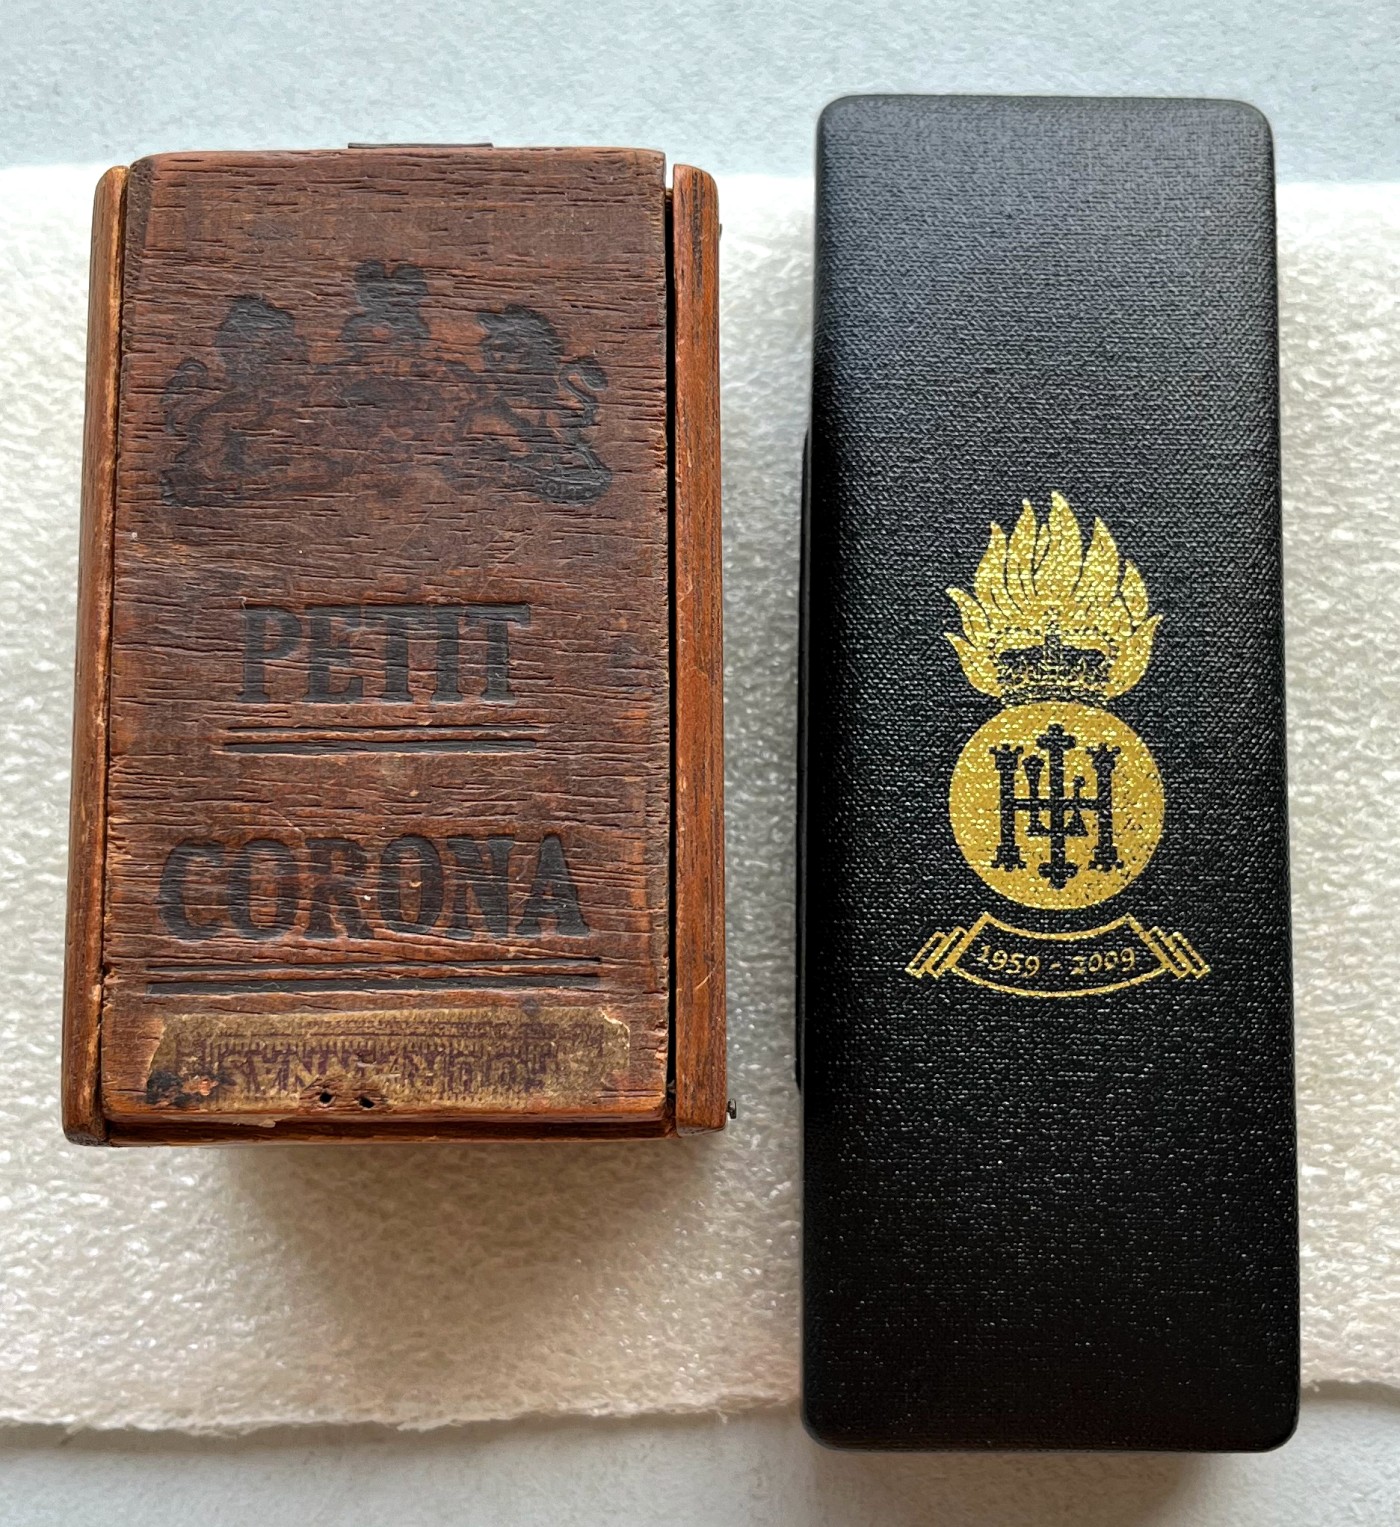 PETIT
CORONA
1959 - 2009